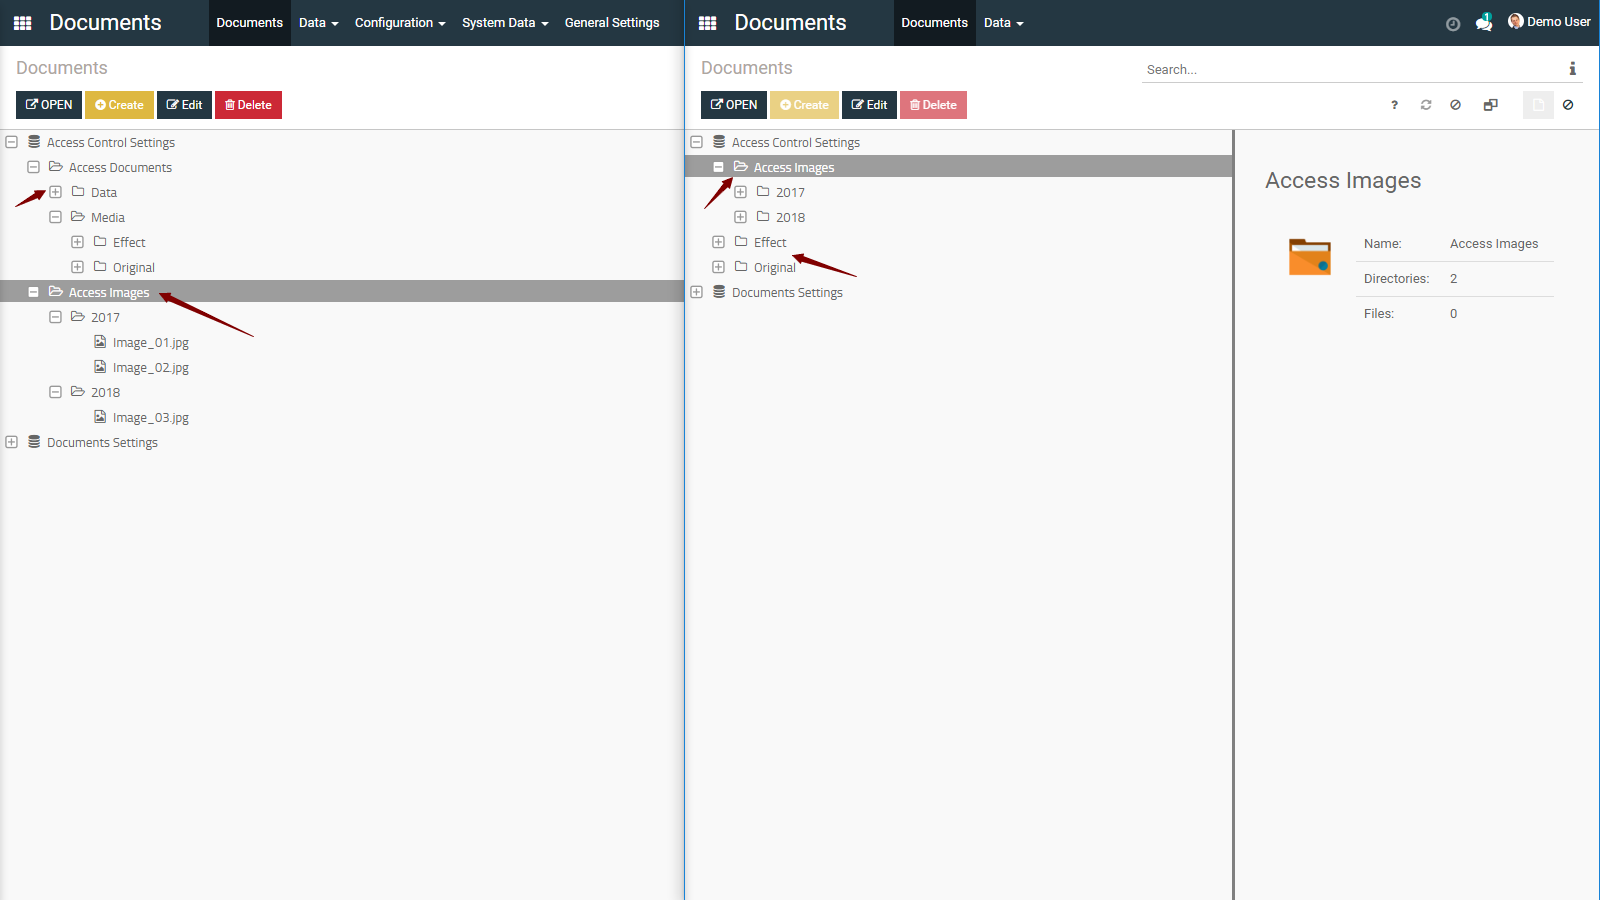 Documents Documents Data Configuration System Data General Settings
Documents
OPEN Create Edit Delete
Access Control Settings
Access Documents
Data
Media
Effect
Original
Access Images
2017
Image_01.jpg
Image_02.jpg
2018
Image_03.jpg
Documents Settings
Documents Documents Data 1 Demo User
Documents
Search...
OPEN Create Edit Delete
?
Access Control Settings
Access Images
2017
2018
Effect
Original
Documents Settings
Access Images
Name: Access Images
Directories: 2
Files: 0